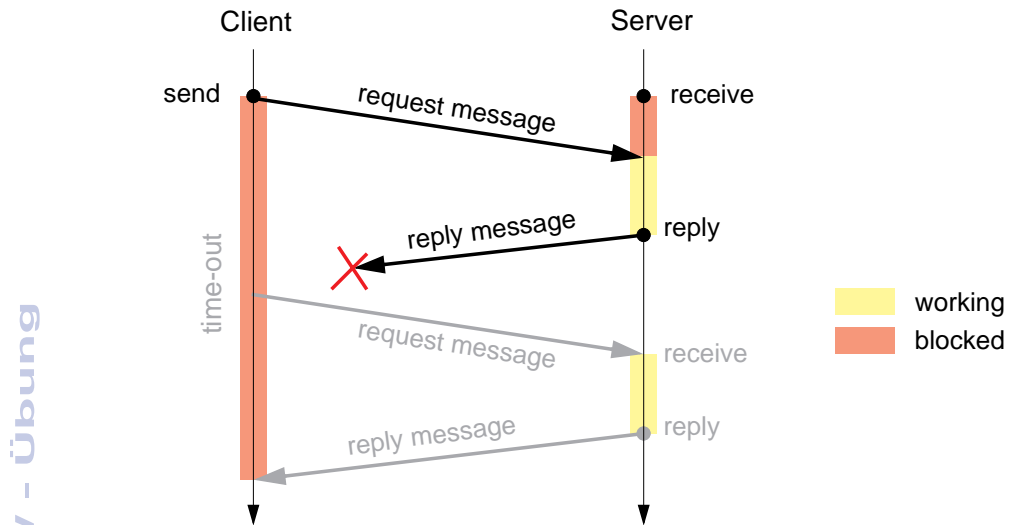 Client
Server
send
request message
receive
reply message
reply
time-out
request message
receive
reply message
reply
working
blocked
- Übung